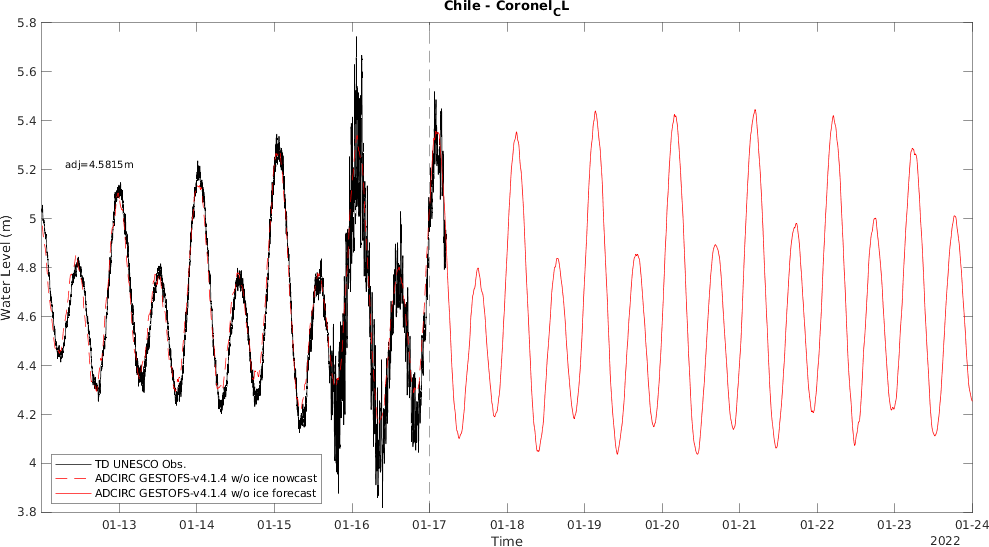 Chile - Coronel_CL
5.8
5.6
5.4
5.2
5
4.8
4.6
4.4
4.2
4
3.8
Water Level (m)
adj=4.5815m
TD UNESCO Obs.
ADCIRC GESTOFS-v4.1.4 w/o ice nowcast
ADCIRC GESTOFS-v4.1.4 w/o ice forecast
01-13 01-14 01-15 01-16 01-17 01-18 01-19 01-20 01-21 01-22 01-23 01-24
Time
2022